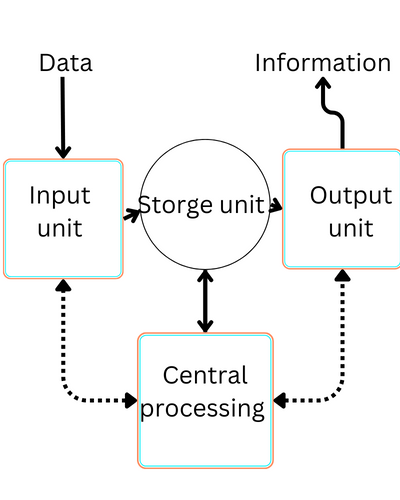 Data
Information
Input
unit
Storge unit
Output
unit
Central
processing